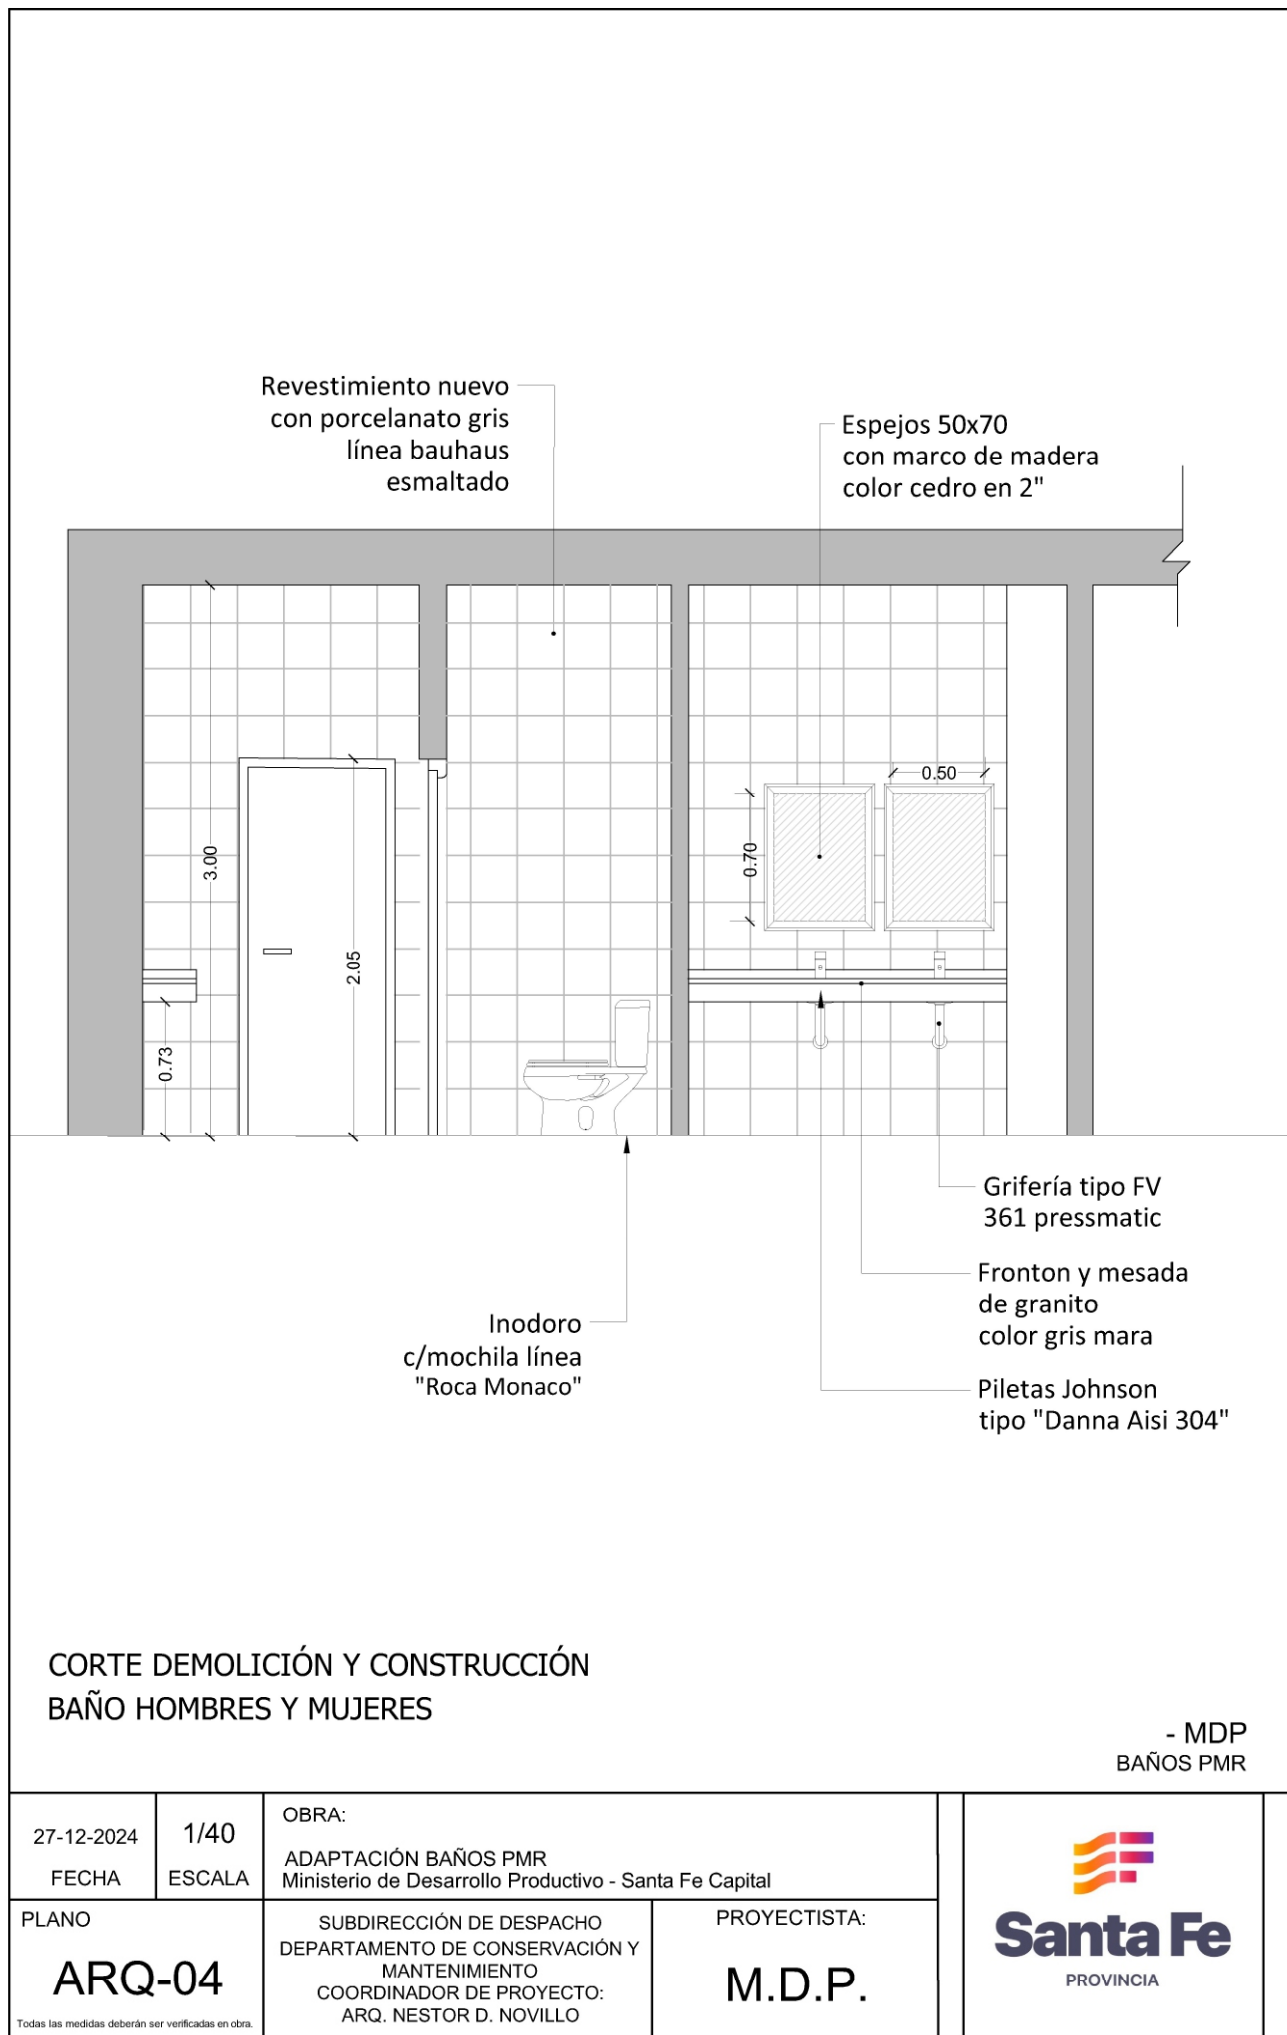 Revestimiento nuevo
con porcelanato gris
línea bauhaus
esmaltado
Espejos 50x70
con marco de madera
color cedro en 2"
3.00
2.05
0.73
0.70
0.50
Grifería tipo FV
361 pressmatic
Fronton y mesada
de granito
color gris mara
Inodoro
c/mochila línea
"Roca Monaco"
Piletas Johnson
tipo "Danna Aisi 304"
CORTE DEMOLICIÓN Y CONSTRUCCIÓN
BAÑO HOMBRES Y MUJERES
- MDP
BAÑOS PMR
27-12-2024
FECHA
1/40
ESCALA
OBRA:
ADAPTACIÓN BAÑOS PMR
Ministerio de Desarrollo Productivo - Santa Fe Capital
PLANO
ARQ-04
Todas las medidas deberán ser verificadas en obra.
SUBDIRECCIÓN DE DESPACHO
DEPARTAMENTO DE CONSERVACIÓN Y
MANTENIMIENTO
COORDINADOR DE PROYECTO:
ARQ. NESTOR D. NOVILLO
PROYECTISTA:
M.D.P.
Santa Fe
PROVINCIA